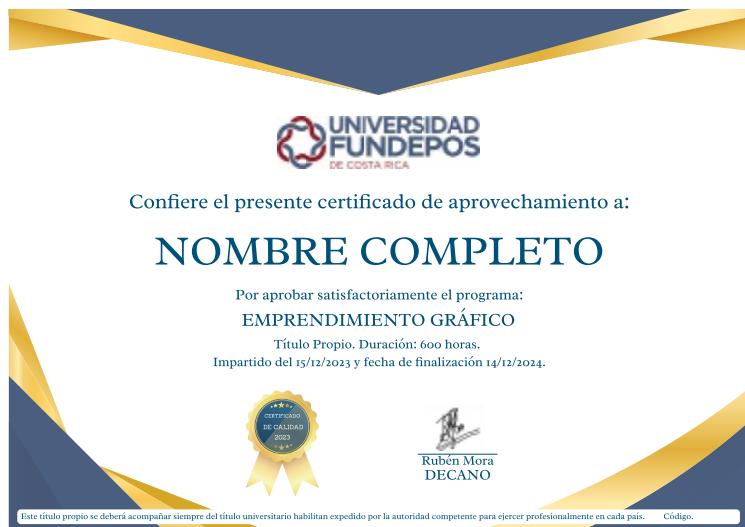 UNIVERSIDAD
FUNDEPOS
DE COSTA RICA
Confiere el presente certificado de aprovechamiento a:
NOMBRE COMPLETO
Por aprobar satisfactoriamente el programa:
EMPRENDIMIENTO GRÁFICO
Título Propio. Duración: 600 horas.
Impartido del 15/12/2023 y fecha de finalización 14/12/2024.
CERTIFICADO
DE CALIDAD
2023
Rubén Mora
DECANO
Este título propio se deberá acompañar siempre del título universitario habilitan expedido por la autoridad competente para ejercer profesionalmente en cada país. Código.